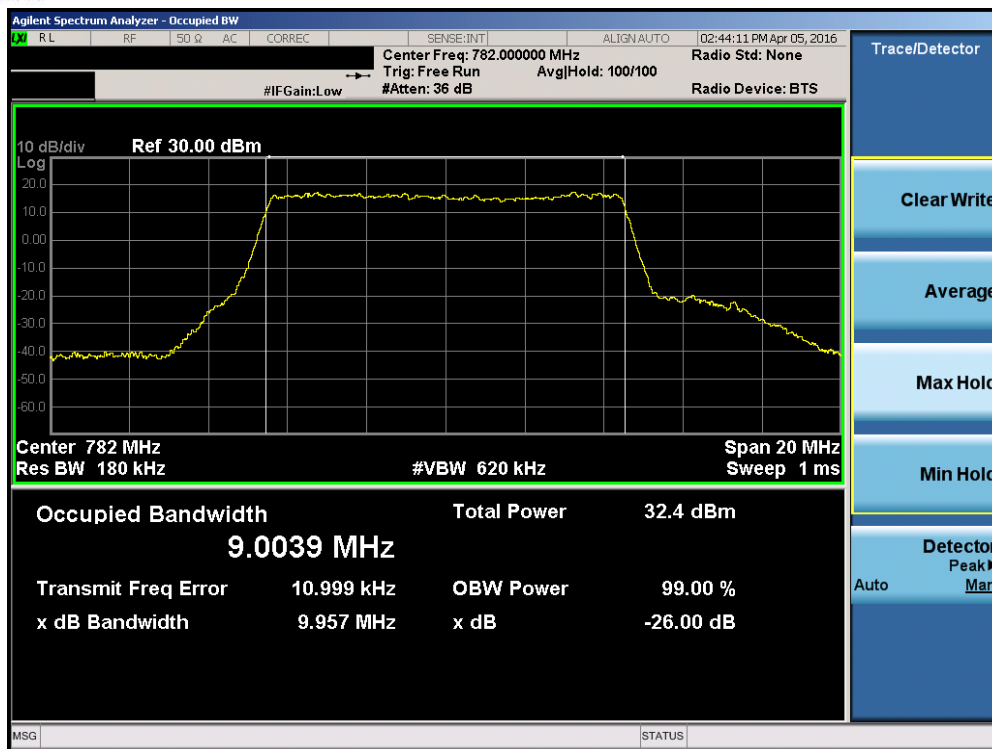 Agilent Spectrum Analyzer - Occupied BW
LXI RL RF 50 Ω AC CORREC SENSE:INT ALIGN AUTO 02:44:11 PM Apr 05, 2016
Center Freq: 782.000000 MHz Radio Std: None
Trig: Free Run Avg|Hold: 100/100
#IFGain:Low #Atten: 36 dB Radio Device: BTS
10 dB/div Ref 30.00 dBm
Log
20.0
10.0
0.00
-10.0
-20.0
-30.0
-40.0
-50.0
-60.0
Center 782 MHz Span 20 MHz
Res BW 180 kHz #VBW 620 kHz Sweep 1 ms
Occupied Bandwidth Total Power 32.4 dBm
9.0039 MHz
Transmit Freq Error 10.999 kHz OBW Power 99.00 %
x dB Bandwidth 9.957 MHz x dB -26.00 dB
Trace/Detector
Clear Write
Average
Max Hold
Min Hold
Detector
Peak
Auto Man
MSG STATUS